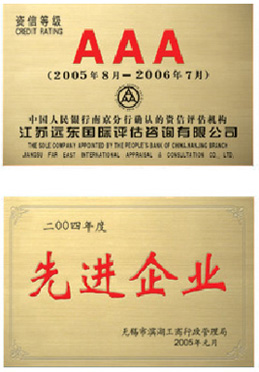 资信等级
CREDIT RATING
AAA
(2005年8月—2006年7月)
中国人民银行南京分行确认的资信评估机构
江苏远东国际评估咨询有限公司
THE SOLE COMPANY APPOINTED BY THE PEOPLE'S BANK OF CHINA,NANJING BRANCH
JIANGSU FAR EAST INTERNATIONAL APPRAISAL & CONSULTATION CO., LTD.
二00四年度
先进企业
无锡市滨湖工商行政管理局
2005年元月